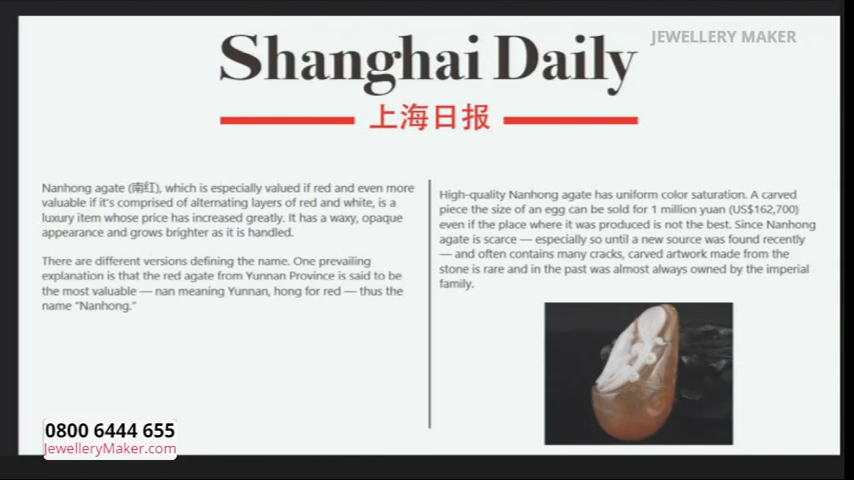 JEWELLERY MAKER
Shanghai Daily
上海日报
Nanhong agate (南红), which is especially valued if red and even more
valuable if it's comprised of alternating layers of red and white, is a
luxury item whose price has increased greatly. It has a waxy, opaque
appearance and grows brighter as it is handled.
There are different versions defining the name. One prevailing
explanation is that the red agate from Yunnan Province is said to be
the most valuable — nan meaning Yunnan, hong for red — thus the
name "Nanhong."
High-quality Nanhong agate has uniform color saturation. A carved
piece the size of an egg can be sold for 1 million yuan (US$162,700)
even if the place where it was produced is not the best. Since Nanhong
agate is scarce — especially so until a new source was found recently
— and often contains many cracks, carved artwork made from the
stone is rare and in the past was almost always owned by the imperial
family.
0800 6444 655
JewelleryMaker.com